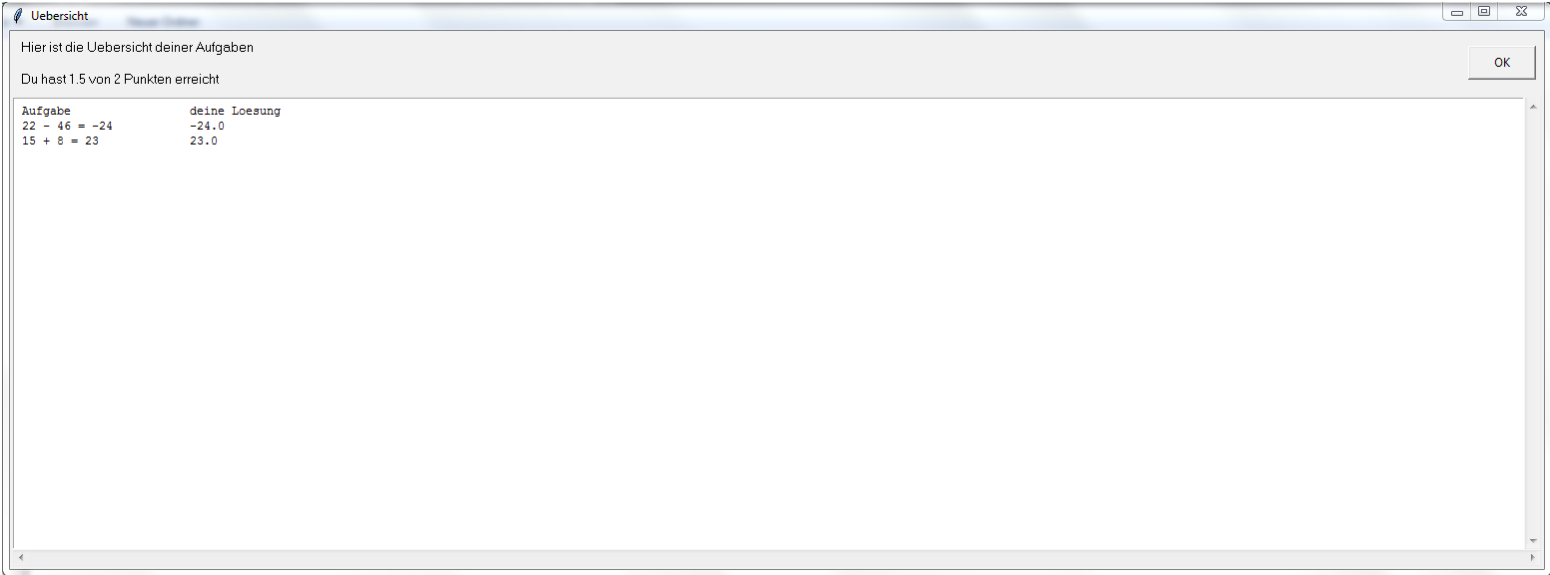 Uebersicht
Hier ist die Uebersicht deiner Aufgaben
OK
Du hast 1.5 von 2 Punkten erreicht
Aufgabe deine Loesung
22 - 46 = -24 -24.0
15 + 8 = 23 23.0